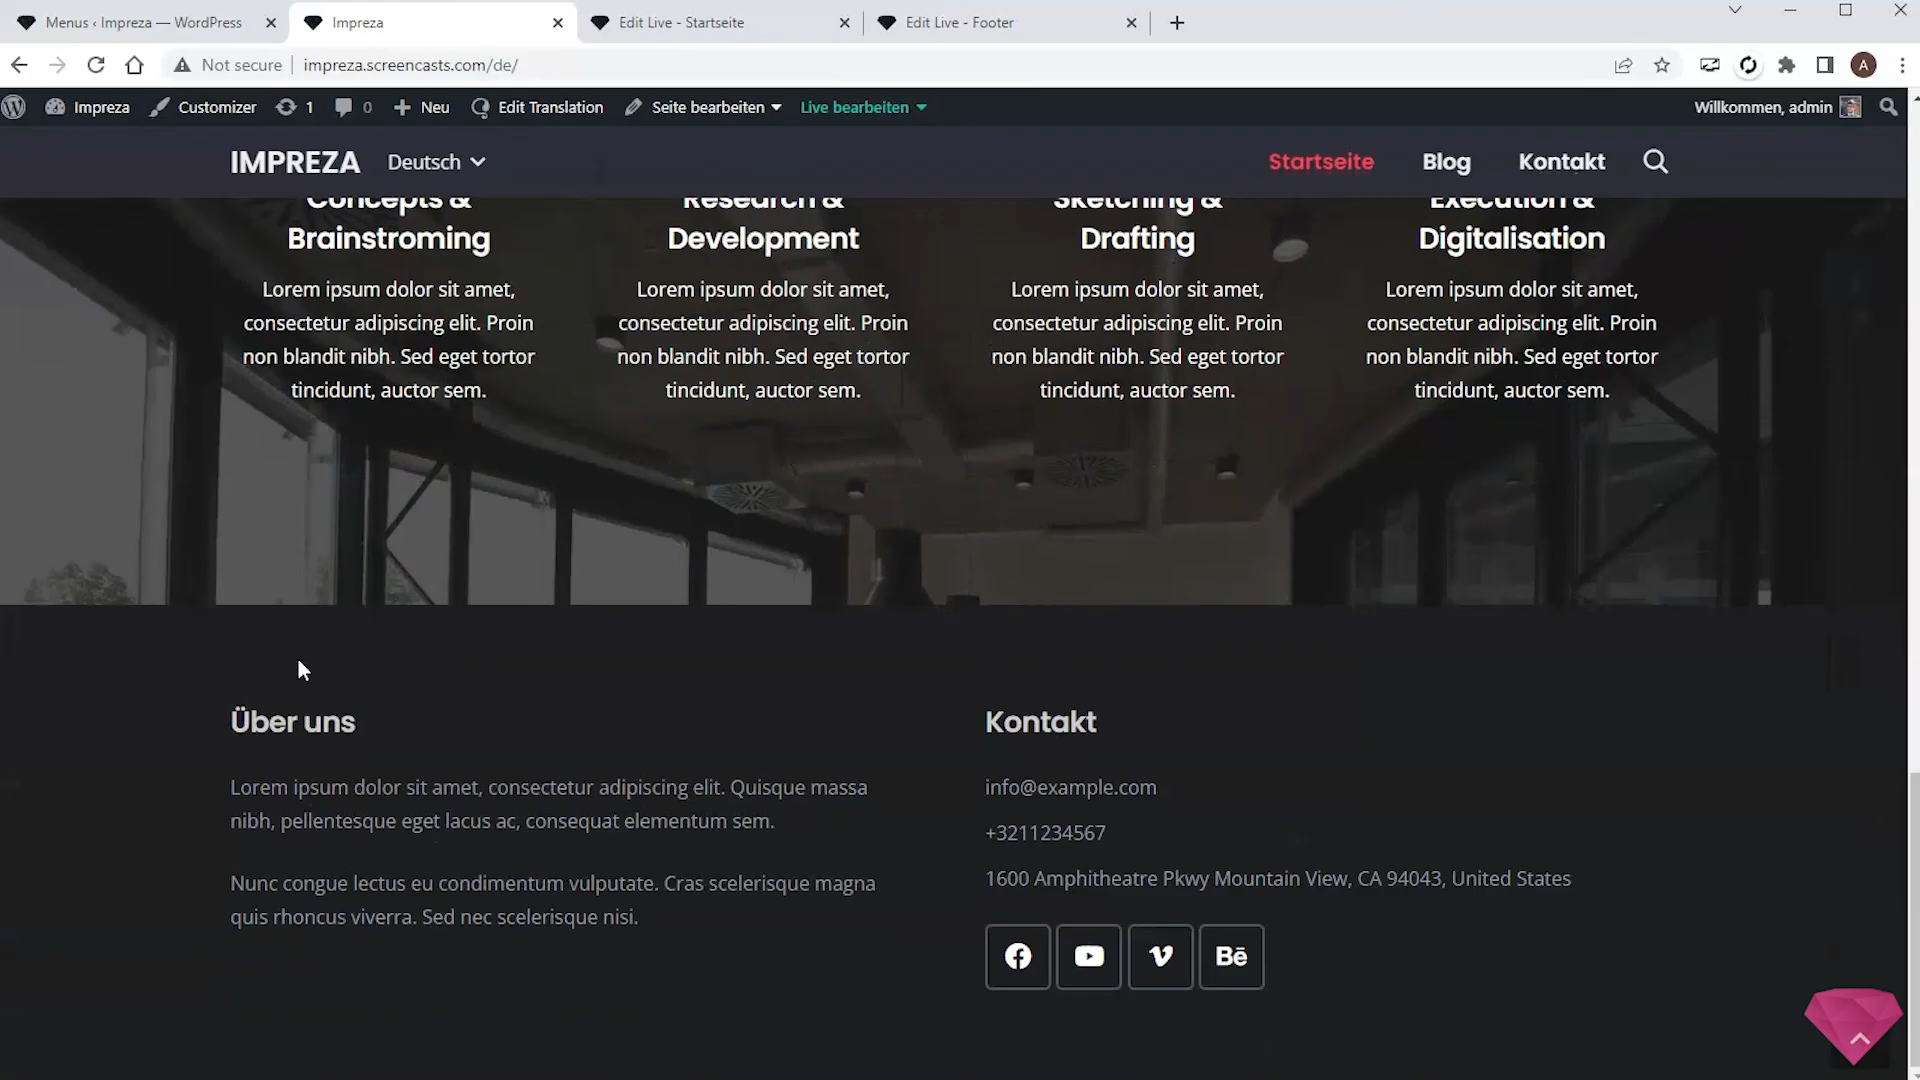 Menus ‹ Impreza — WordPress
Impreza
Edit Live - Startseite
Edit Live - Footer
Not secure
impreza.screencasts.com/de/
A
Impreza
Customizer
1
0
Neu
Edit Translation
Seite bearbeiten
Live bearbeiten
Willkommen, admin
IMPREZA
Deutsch
Startseite
Blog
Kontakt
Concepts &
Brainstroming
Lorem ipsum dolor sit amet,
consectetur adipiscing elit. Proin
non blandit nibh. Sed eget tortor
tincidunt, auctor sem.
Research &
Development
Lorem ipsum dolor sit amet,
consectetur adipiscing elit. Proin
non blandit nibh. Sed eget tortor
tincidunt, auctor sem.
Sketching &
Drafting
Lorem ipsum dolor sit amet,
consectetur adipiscing elit. Proin
non blandit nibh. Sed eget tortor
tincidunt, auctor sem.
Execution &
Digitalisation
Lorem ipsum dolor sit amet,
consectetur adipiscing elit. Proin
non blandit nibh. Sed eget tortor
tincidunt, auctor sem.
Über uns
Lorem ipsum dolor sit amet, consectetur adipiscing elit. Quisque massa
nibh, pellentesque eget lacus ac, consequat elementum sem.
Nunc congue lectus eu condimentum vulputate. Cras scelerisque magna
quis rhoncus viverra. Sed nec scelerisque nisi.
Kontakt
info@example.com
+3211234567
1600 Amphitheatre Pkwy Mountain View, CA 94043, United States
Bē